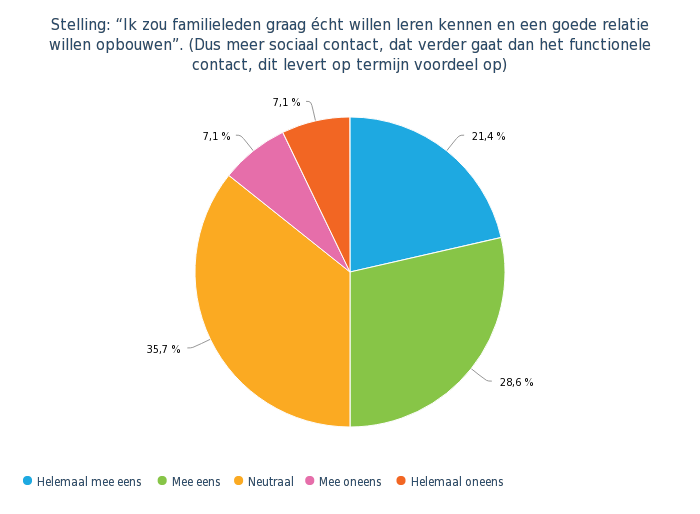 Stelling: “Ik zou familieleden graag écht willen leren kennen en een goede relatie
willen opbouwen”. (Dus meer sociaal contact, dat verder gaat dan het functionele
contact, dit levert op termijn voordeel op)
7,1 %
7,1 %
21,4 %
35,7 %
28,6 %
Helemaal mee eens Mee eens Neutraal Mee oneens Helemaal oneens